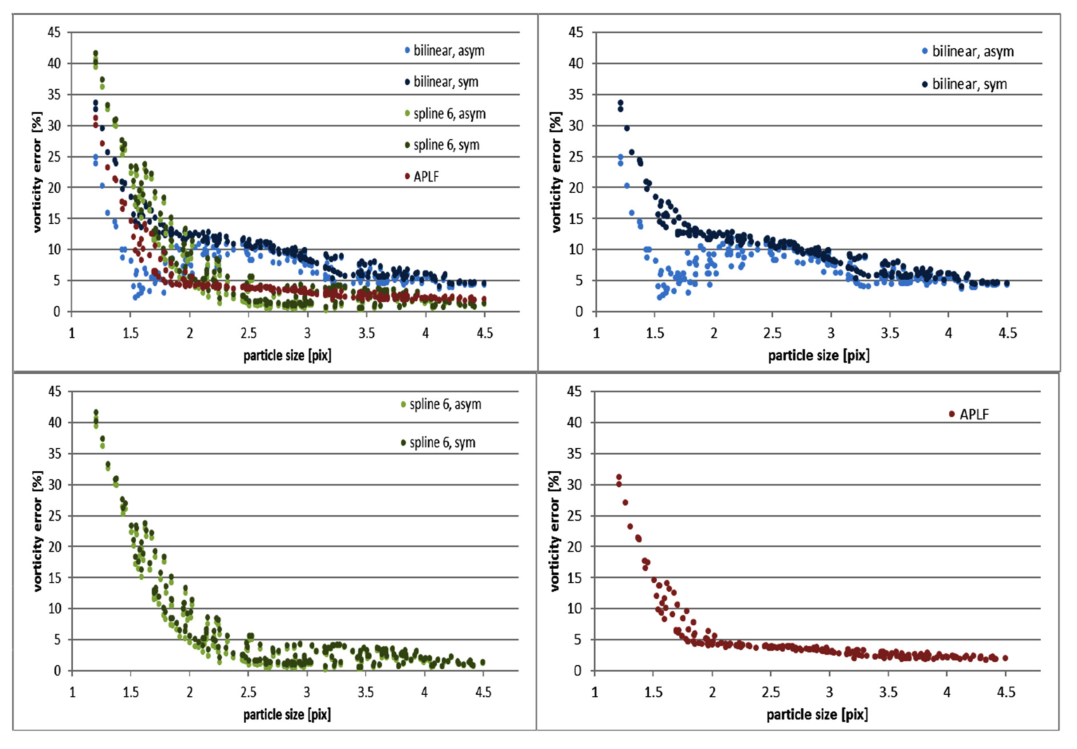 45
40
35
30
25
20
15
10
5
0
vorticity error [%]
1 1.5 2 2.5 3 3.5 4 4.5
particle size [pix]
bilinear, asym
bilinear, sym
spline 6, asym
spline 6, sym
APLF
45
40
35
30
25
20
15
10
5
0
vorticity error [%]
1 1.5 2 2.5 3 3.5 4 4.5
particle size [pix]
bilinear, asym
bilinear, sym
45
40
35
30
25
20
15
10
5
0
vorticity error [%]
1 1.5 2 2.5 3 3.5 4 4.5
particle size [pix]
spline 6, asym
spline 6, sym
45
40
35
30
25
20
15
10
5
0
vorticity error [%]
1 1.5 2 2.5 3 3.5 4 4.5
particle size [pix]
APLF